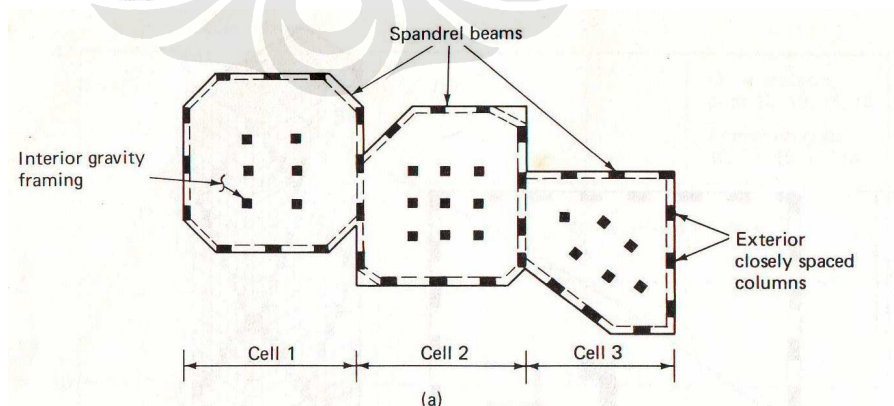 Spandrel beams
Interior gravity
framing
Exterior
closely spaced
columns
Cell 1
Cell 2
Cell 3
(a)